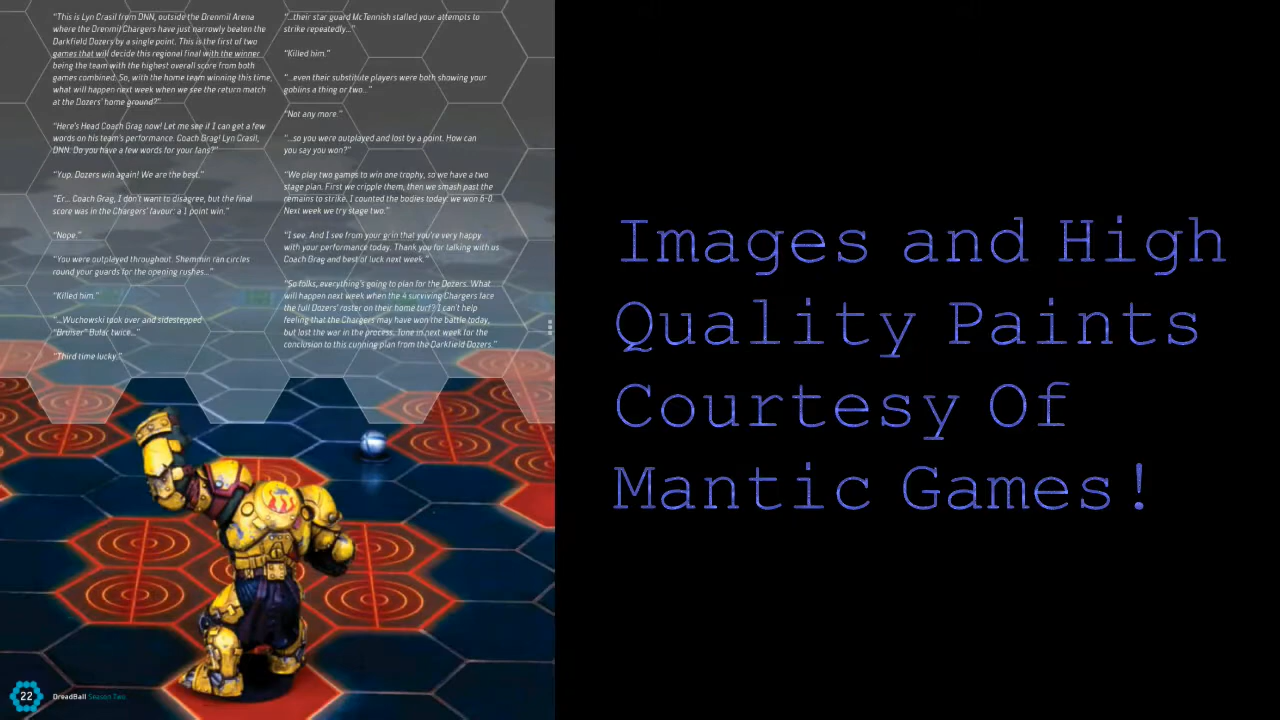 “This is Lyn Crasil from DNN, outside the Drenmil Arena
where the Drenmil Chargers have just narrowly beaten the
Darkfield Dozers by a single point. This is the first of two
games that will decide this regional final with the winner
being the team with the highest overall score from both
games combined. So, with the home team winning this time,
what will happen next week when we see the return match
at the Dozers’ home ground?”
“Here’s Head Coach Grag now! Let me see if I can get a few
words on his team’s performance. Coach Grag! Lyn Crasil,
DNN. Do you have a few words for your fans?”
“Yup. Dozers win again! We are the best.”
“Er... Coach Grag, I don’t want to disagree, but the final
score was in the Chargers’ favour: a 1 point win.”
“Nope.”
“You were outplayed throughout. Shemmin ran circles
round your guards for the opening rushes...”
“Killed him.”
“...Wuchowski took over and sidestepped
“Bruiser” Bolar twice...”
“Third time lucky.”
“...their star guard McTennish stalled your attempts to
strike repeatedly...”
“Killed him.”
“...even their substitute players were both showing your
goblins a thing or two...”
“Not any more.”
“...so you were outplayed and lost by a point. How can
you say you won?”
“We play two games to win one trophy, so we have a two
stage plan. First we cripple them, then we smash past the
remains to strike. I counted the bodies today: we won 6-0.
Next week we try stage two.”
“I see. And I see from your grin that you’re very happy
with your performance today. Thank you for talking with us
Coach Grag and best of luck next week.”
“So folks, everything’s going to plan for the Dozers. What
will happen next week when the 4 surviving Chargers face
the full Dozers’ roster on their home turf? I can’t help
feeling that the Chargers may have won the battle today,
but lost the war in the process. Tune in next week for the
conclusion to this cunning plan from the Darkfield Dozers.”
22 DreadBall Season Two
Images and High
Quality Paints
Courtesy Of
Mantic Games!